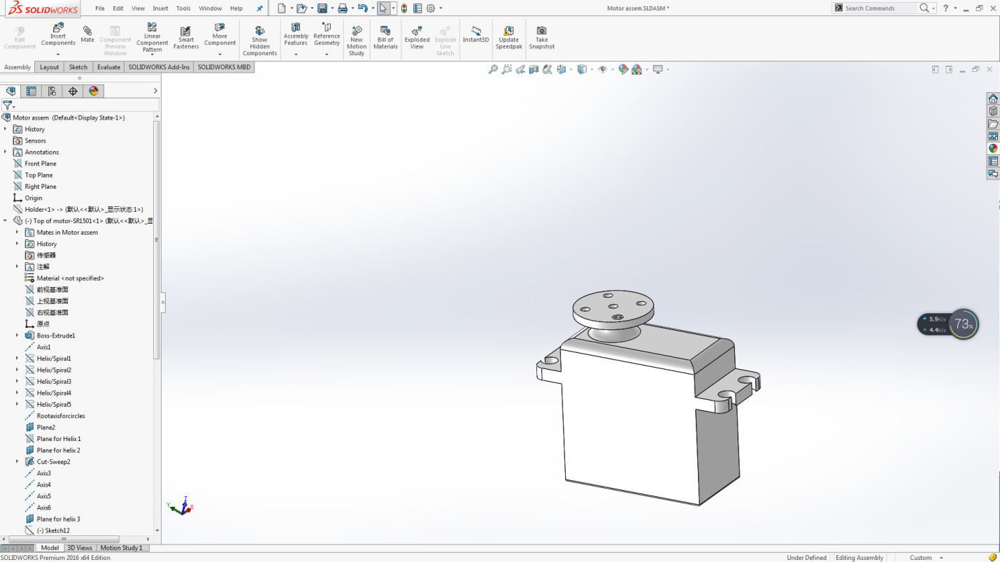 SOLIDWORKS File Edit View Insert Tools Window Help Motor assem.SLDASM * Search Commands ?
Edit Component
Insert Components
Mate
Component Preview Window
Linear Component Pattern
Smart Fasteners
Move Component
Show Hidden Components
Assembly Features
Reference Geometry
New Motion Study
Bill of Materials
Exploded View
Explode Line Sketch
Instant3D
Update Speedpak
Take Snapshot
Assembly Layout Sketch Evaluate SOLIDWORKS Add-Ins SOLIDWORKS MBD
Motor assem (Default<Display State-1>)
History
Sensors
Annotations
Front Plane
Top Plane
Right Plane
Origin
Holder<1> -> (默认<<默认>_显示状态 1>)
(-) Top of motor-SR1501<1> (默认<<默认>_显
Mates in Motor assem
History
传感器
注解
Material <not specified>
前视基准面
上视基准面
右视基准面
原点
Boss-Extrude1
Axis1
Helix/Spiral1
Helix/Spiral2
Helix/Spiral3
Helix/Spiral4
Helix/Spiral5
Rootaxisforcircles
Plane2
Plane for Helix 1
Plane for helix 2
Cut-Sweep2
Axis3
Axis4
Axis5
Axis6
Plane for helix 3
(-) Sketch12
5.9K/s
4.4K/s
73%
Z
Y
X
Model 3D Views Motion Study 1
SOLIDWORKS Premium 2016 x64 Edition Under Defined Editing Assembly Custom